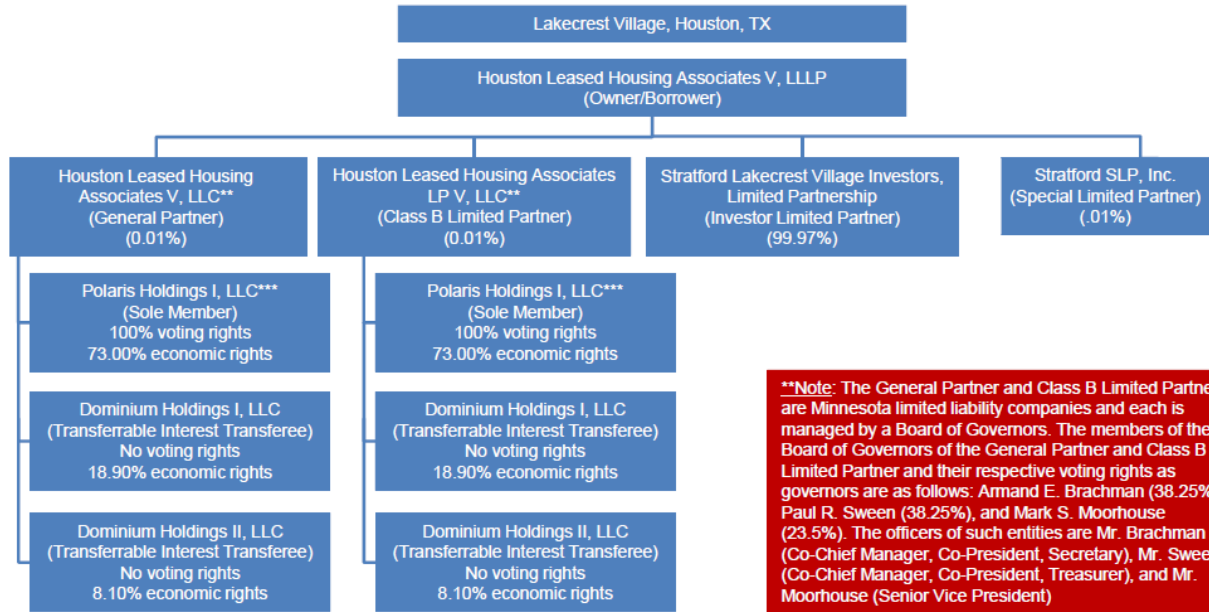 Lakecrest Village, Houston, TX
Houston Leased Housing Associates V, LLLP
(Owner/Borrower)
Houston Leased Housing
Associates V, LLC**
(General Partner)
(0.01%)
Houston Leased Housing Associates
LP V, LLC**
(Class B Limited Partner)
(0.01%)
Stratford Lakecrest Village Investors,
Limited Partnership
(Investor Limited Partner)
(99.97%)
Stratford SLP, Inc.
(Special Limited Partner)
(.01%)
Polaris Holdings I, LLC***
(Sole Member)
100% voting rights
73.00% economic rights
Polaris Holdings I, LLC***
(Sole Member)
100% voting rights
73.00% economic rights
Dominium Holdings I, LLC
(Transferrable Interest Transferee)
No voting rights
18.90% economic rights
Dominium Holdings I, LLC
(Transferrable Interest Transferee)
No voting rights
18.90% economic rights
Dominium Holdings II, LLC
(Transferrable Interest Transferee)
No voting rights
8.10% economic rights
Dominium Holdings II, LLC
(Transferrable Interest Transferee)
No voting rights
8.10% economic rights
**Note: The General Partner and Class B Limited Partne
are Minnesota limited liability companies and each is
managed by a Board of Governors. The members of the
Board of Governors of the General Partner and Class B
Limited Partner and their respective voting rights as
governors are as follows: Armand E. Brachman (38.25%
Paul R. Sween (38.25%), and Mark S. Moorhouse
(23.5%). The officers of such entities are Mr. Brachman
(Co-Chief Manager, Co-President, Secretary), Mr. Swee
(Co-Chief Manager, Co-President, Treasurer), and Mr.
Moorhouse (Senior Vice President)